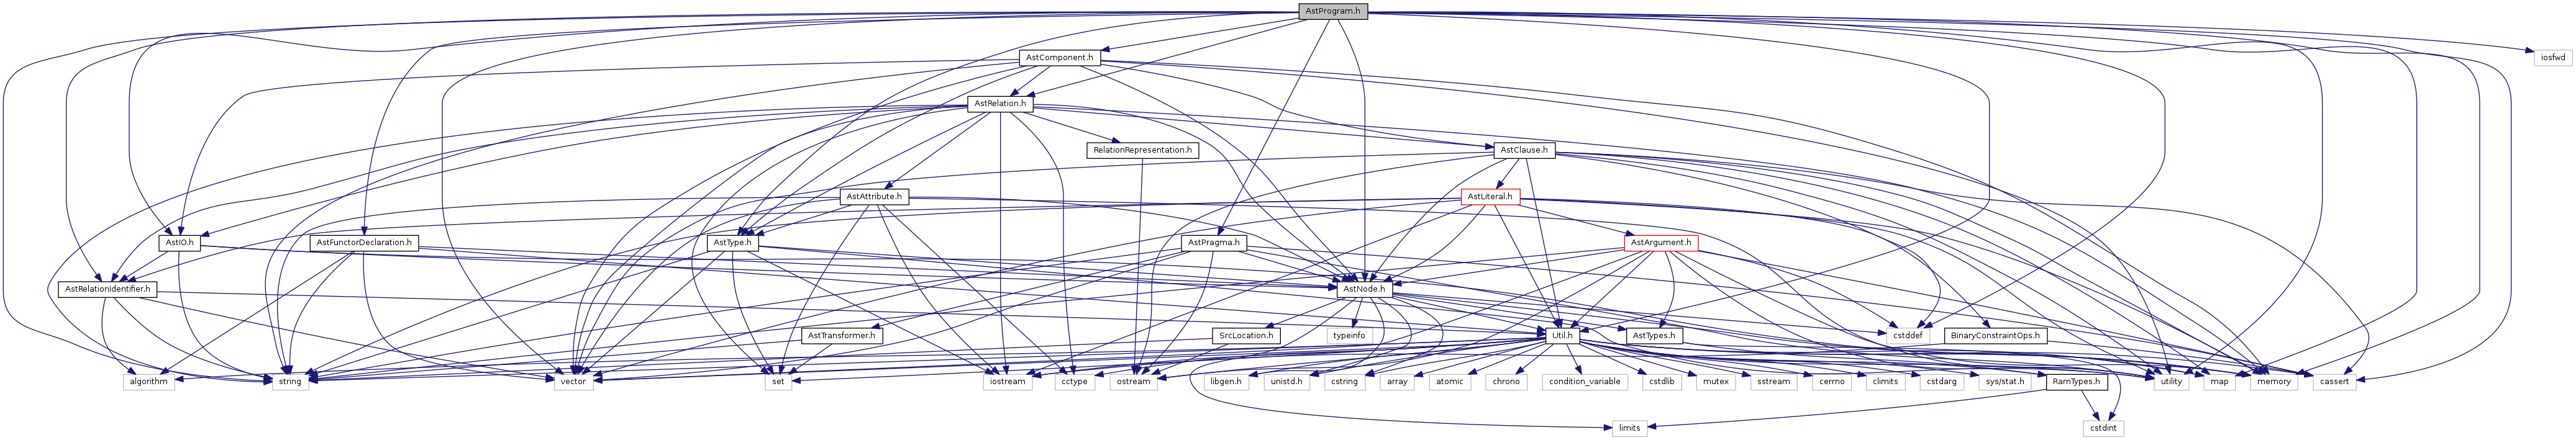 AstProgram.h
iosfwd
AstComponent.h
AstRelation.h
RelationRepresentation.h
AstClause.h
AstAttribute.h
AstLiteral.h
AstIO.h
AstFunctorDeclaration.h
AstType.h
AstPragma.h
AstArgument.h
AstRelationIdentifier.h
AstNode.h
AstTransformer.h
SrcLocation.h
typeinfo
Util.h
AstTypes.h
cstddef
BinaryConstraintOps.h
algorithm
string
vector
set
iostream
cctype
ostream
libgen.h
unistd.h
cstring
array
atomic
chrono
condition_variable
cstdlib
mutex
sstream
cerrno
climits
cstdarg
sys/stat.h
RamTypes.h
utility
map
memory
cassert
limits
cstdint